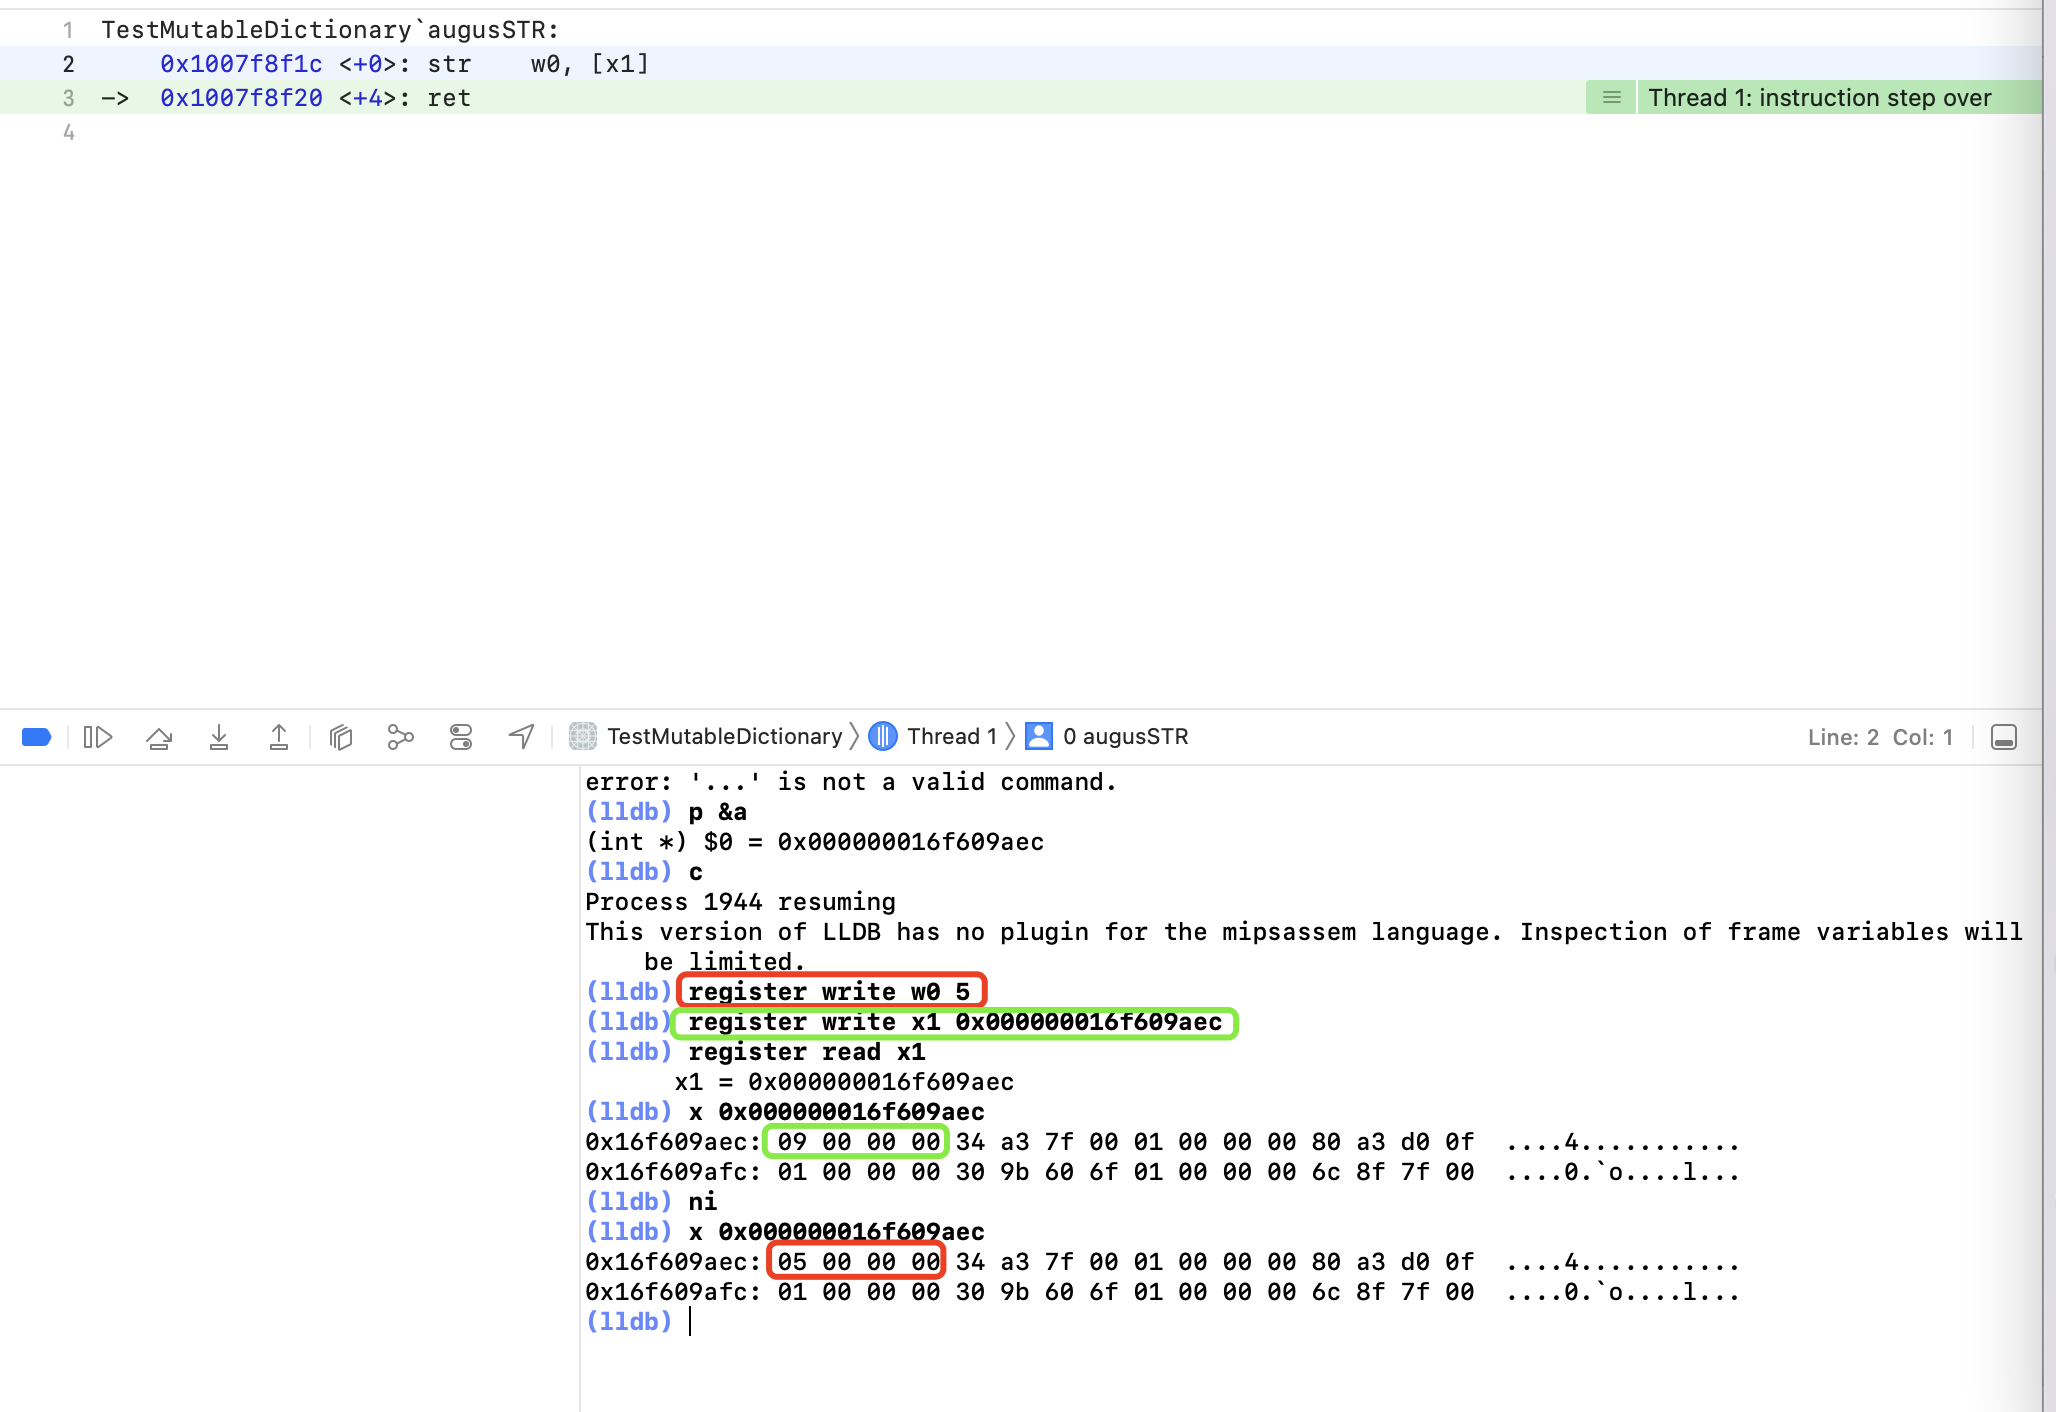 1 TestMutableDictionary`augusSTR:
2 0x1007f8f1c <+0>: str w0, [x1]
3 -> 0x1007f8f20 <+4>: ret Thread 1: instruction step over
4
TestMutableDictionary Thread 1 0 augusSTR Line: 2 Col: 1
error: '...' is not a valid command.
(lldb) p &a
(int *) $0 = 0x000000016f609aec
(lldb) c
Process 1944 resuming
This version of LLDB has no plugin for the mipsassem language. Inspection of frame variables will
be limited.
(lldb) register write w0 5
(lldb) register write x1 0x000000016f609aec
(lldb) register read x1
x1 = 0x000000016f609aec
(lldb) x 0x000000016f609aec
0x16f609aec: 09 00 00 00 34 a3 7f 00 01 00 00 00 80 a3 d0 0f ....4...........
0x16f609afc: 01 00 00 00 30 9b 60 6f 01 00 00 00 6c 8f 7f 00 ....0.`o....l...
(lldb) ni
(lldb) x 0x000000016f609aec
0x16f609aec: 05 00 00 00 34 a3 7f 00 01 00 00 00 80 a3 d0 0f ....4...........
0x16f609afc: 01 00 00 00 30 9b 60 6f 01 00 00 00 6c 8f 7f 00 ....0.`o....l...
(lldb)